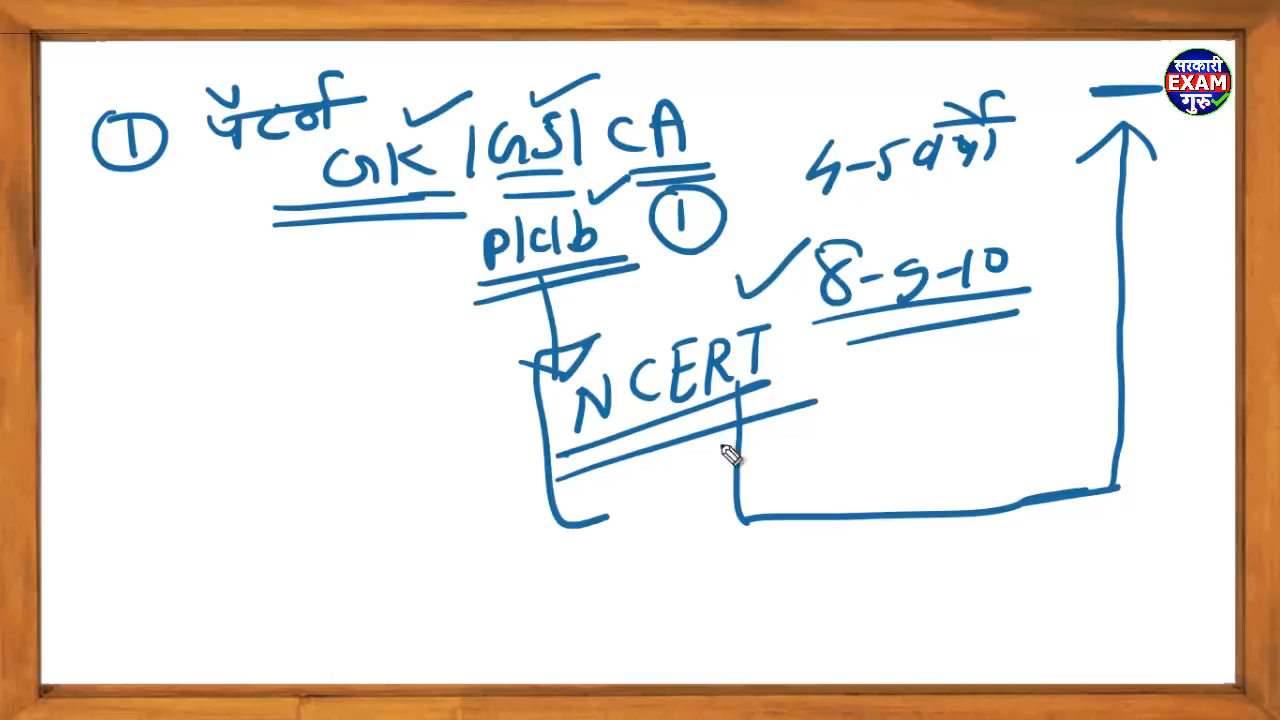 ① पैटर्न
GK | GS | CA
P|C|b ①
4-5 वर्षो
8-9-10
NCERT
सरकारी
EXAM
गुरु